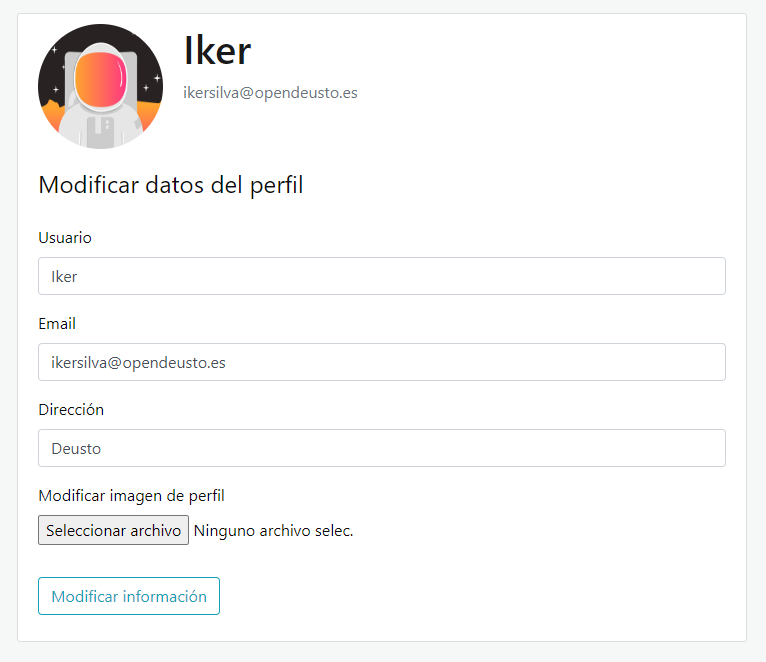 Iker
ikersilva@opendeusto.es
Modificar datos del perfil
Usuario
Iker
Email
ikersilva@opendeusto.es
Dirección
Deusto
Modificar imagen de perfil
Seleccionar archivo Ninguno archivo selec.
Modificar información